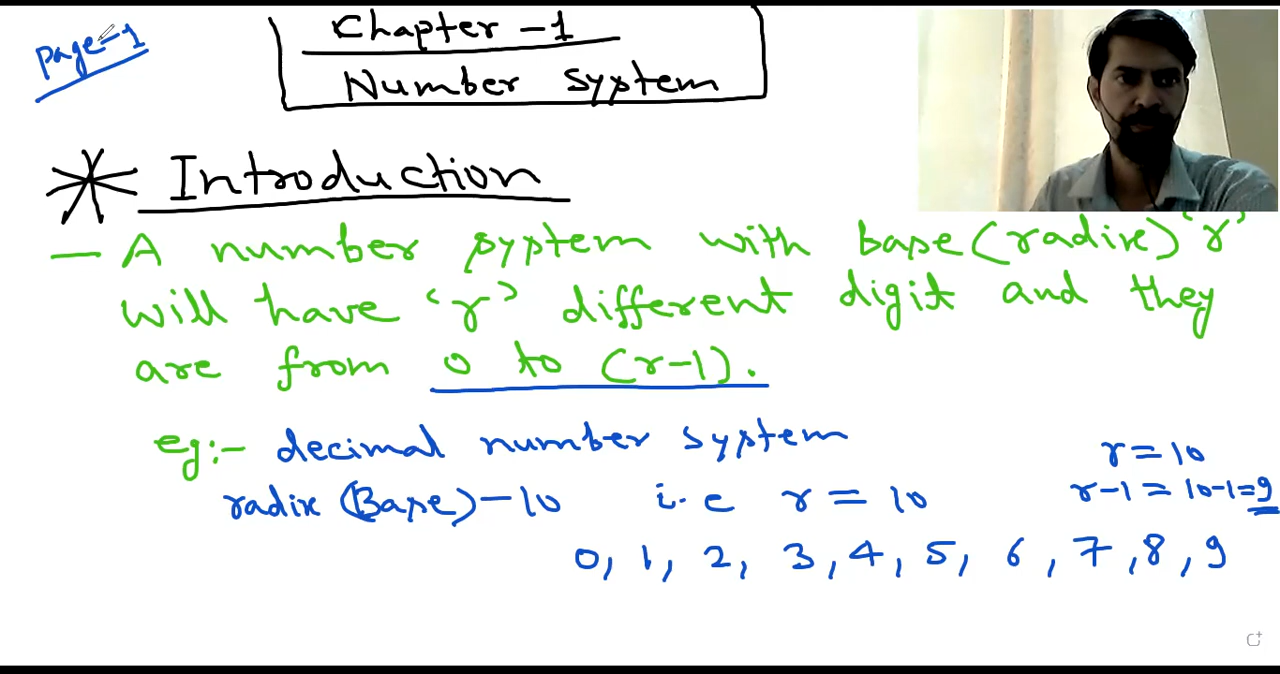 page-1
Chapter -1
Number system
Introduction
— A number system with Base (radix) 'r'
will have 'r' different digit and they
are from 0 to (r-1).
eg:- decimal number system
radix (Base) - 10 i.e r = 10
r = 10
r-1 = 10-1=9
0, 1, 2, 3, 4, 5, 6, 7, 8, 9